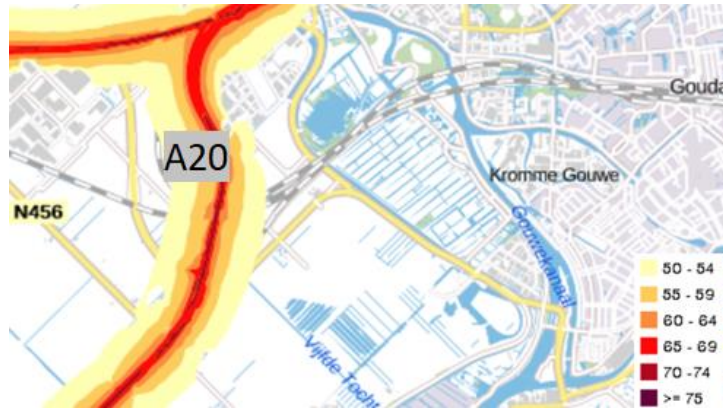 Gouda
A20
Kromme Gouwe
N456
Gouwekanaal
Vijfde Tocht
50 - 54
55 - 59
60 - 64
65 - 69
70 - 74
>= 75